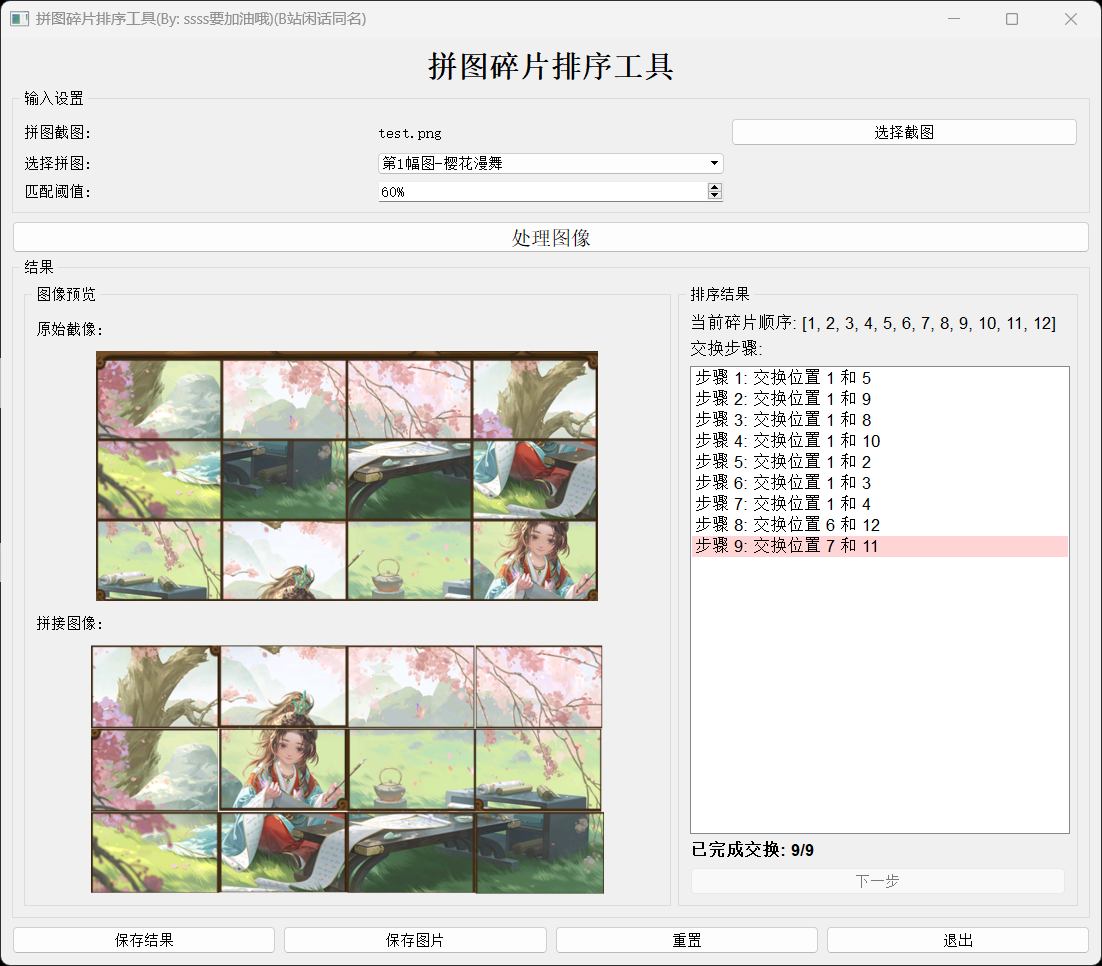 拼图碎片排序工具(By: ssss要加油哦)(B站闲话同名)
拼图碎片排序工具
输入设置
拼图截图:
test.png
选择截图
选择拼图:
第1幅图-樱花漫舞
匹配阈值:
60%
处理图像
结果
图像预览
原始截像:
拼接图像:
排序结果
当前碎片顺序: [1, 2, 3, 4, 5, 6, 7, 8, 9, 10, 11, 12]
交换步骤:
步骤 1: 交换位置 1 和 5
步骤 2: 交换位置 1 和 9
步骤 3: 交换位置 1 和 8
步骤 4: 交换位置 1 和 10
步骤 5: 交换位置 1 和 2
步骤 6: 交换位置 1 和 3
步骤 7: 交换位置 1 和 4
步骤 8: 交换位置 6 和 12
步骤 9: 交换位置 7 和 11
已完成交换: 9/9
下一步
保存结果
保存图片
重置
退出